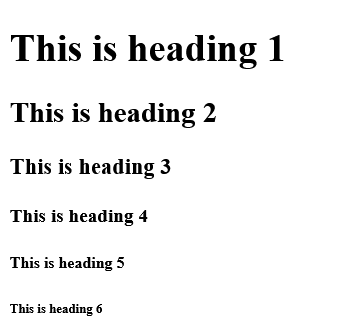 This is heading 1
This is heading 2
This is heading 3
This is heading 4
This is heading 5
This is heading 6